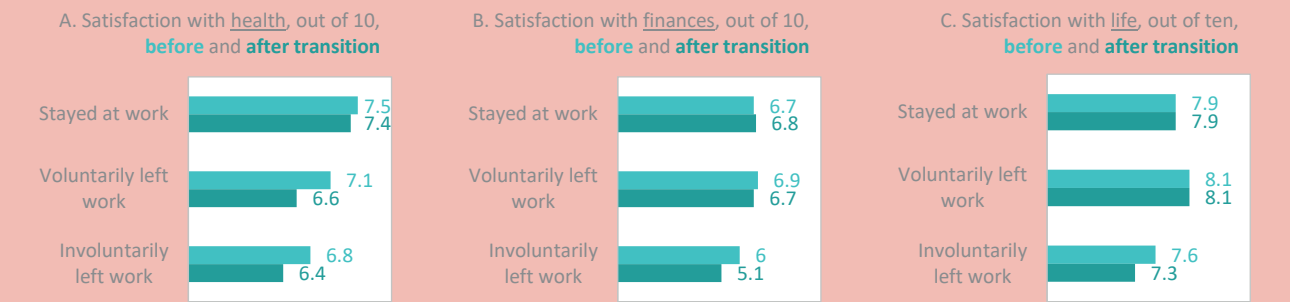 A. Satisfaction with health, out of 10,
before and after transition
Stayed at work
7.5
7.4
Voluntarily left
work
7.1
6.6
Involuntarily
left work
6.8
6.4
B. Satisfaction with finances, out of 10,
before and after transition
Stayed at work
6.7
6.8
Voluntarily left
work
6.9
6.7
Involuntarily
left work
6
5.1
C. Satisfaction with life, out of ten,
before and after transition
Stayed at work
7.9
7.9
Voluntarily left
work
8.1
8.1
Involuntarily
left work
7.6
7.3